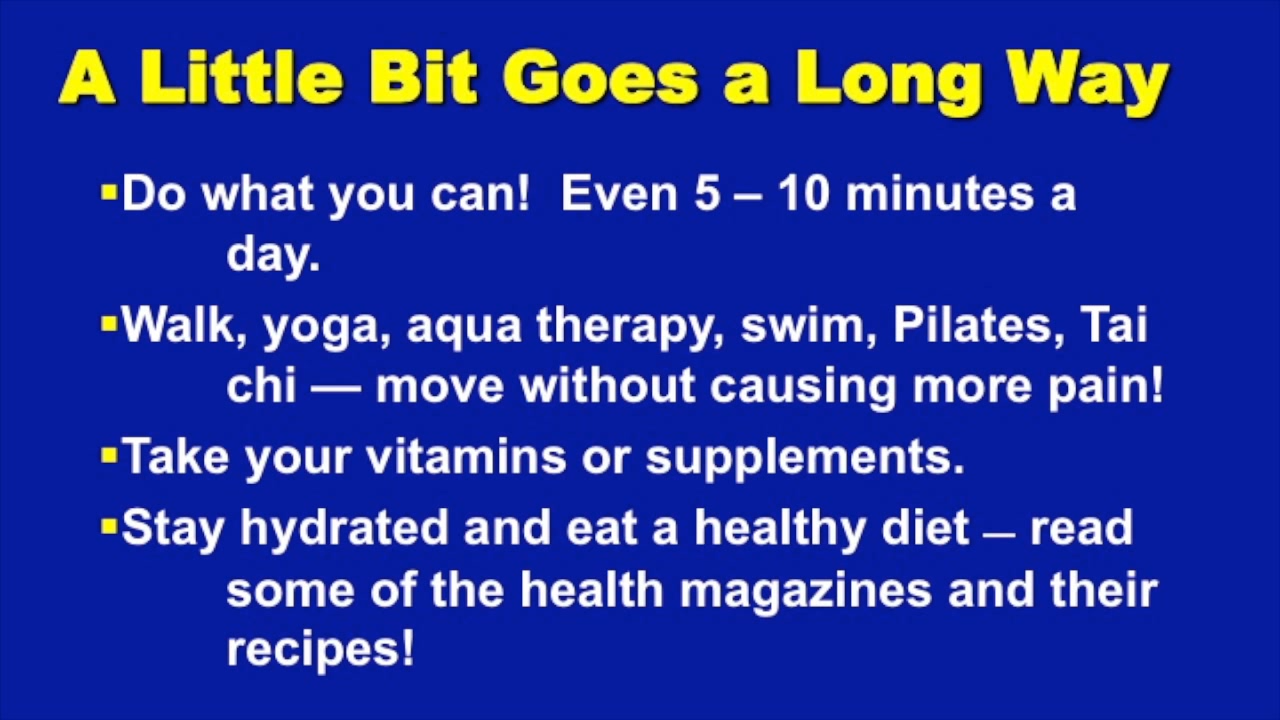 A Little Bit Goes a Long Way
▪Do what you can!  Even 5 – 10 minutes a
day.
▪Walk, yoga, aqua therapy, swim, Pilates, Tai
chi — move without causing more pain!
▪Take your vitamins or supplements.
▪Stay hydrated and eat a healthy diet – read
some of the health magazines and their
recipes!